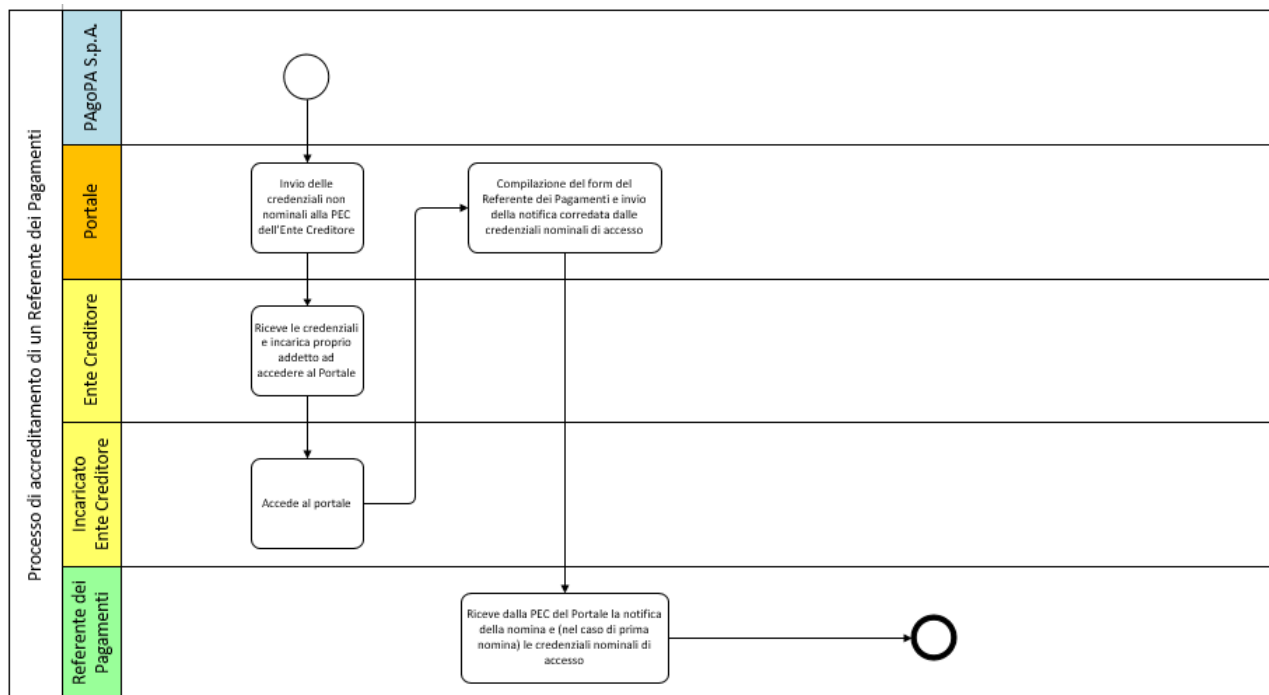 Processo di accreditamento di un Referente dei Pagamenti
PAgoPA S.p.A.
Portale
Invio delle
credenziali non
nominali alla PEC
dell'Ente Creditore
Compilazione del form del
Referente dei Pagamenti e invio
della notifica corredata dalle
credenziali nominali di accesso
Ente Creditore
Riceve le credenziali
e incarica proprio
addetto ad
accedere al Portale
Incaricato
Ente Creditore
Accede al portale
Referente dei
Pagamenti
Riceve dalla PEC del Portale la notifica
della nomina e (nel caso di prima
nomina) le credenziali nominali di
accesso